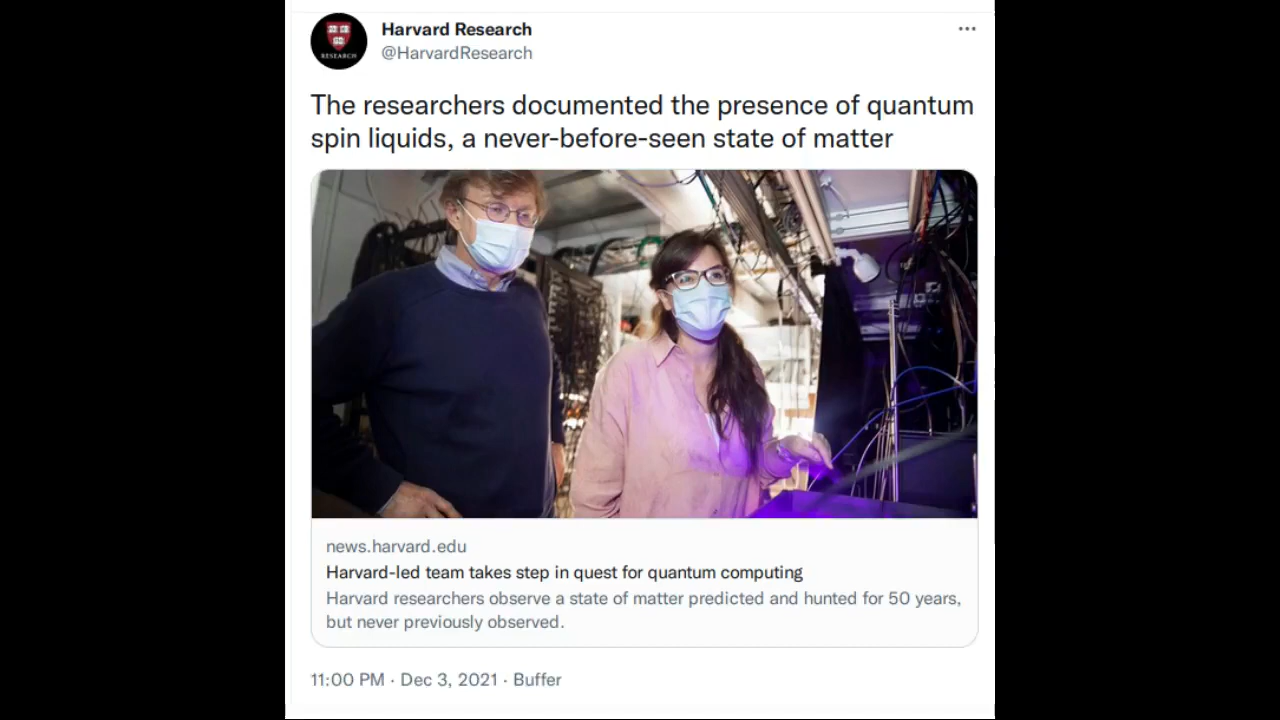 Harvard Research
@HarvardResearch
RESEARCH
The researchers documented the presence of quantum
spin liquids, a never-before-seen state of matter
news.harvard.edu
Harvard-led team takes step in quest for quantum computing
Harvard researchers observe a state of matter predicted and hunted for 50 years,
but never previously observed.
11:00 PM · Dec 3, 2021 · Buffer